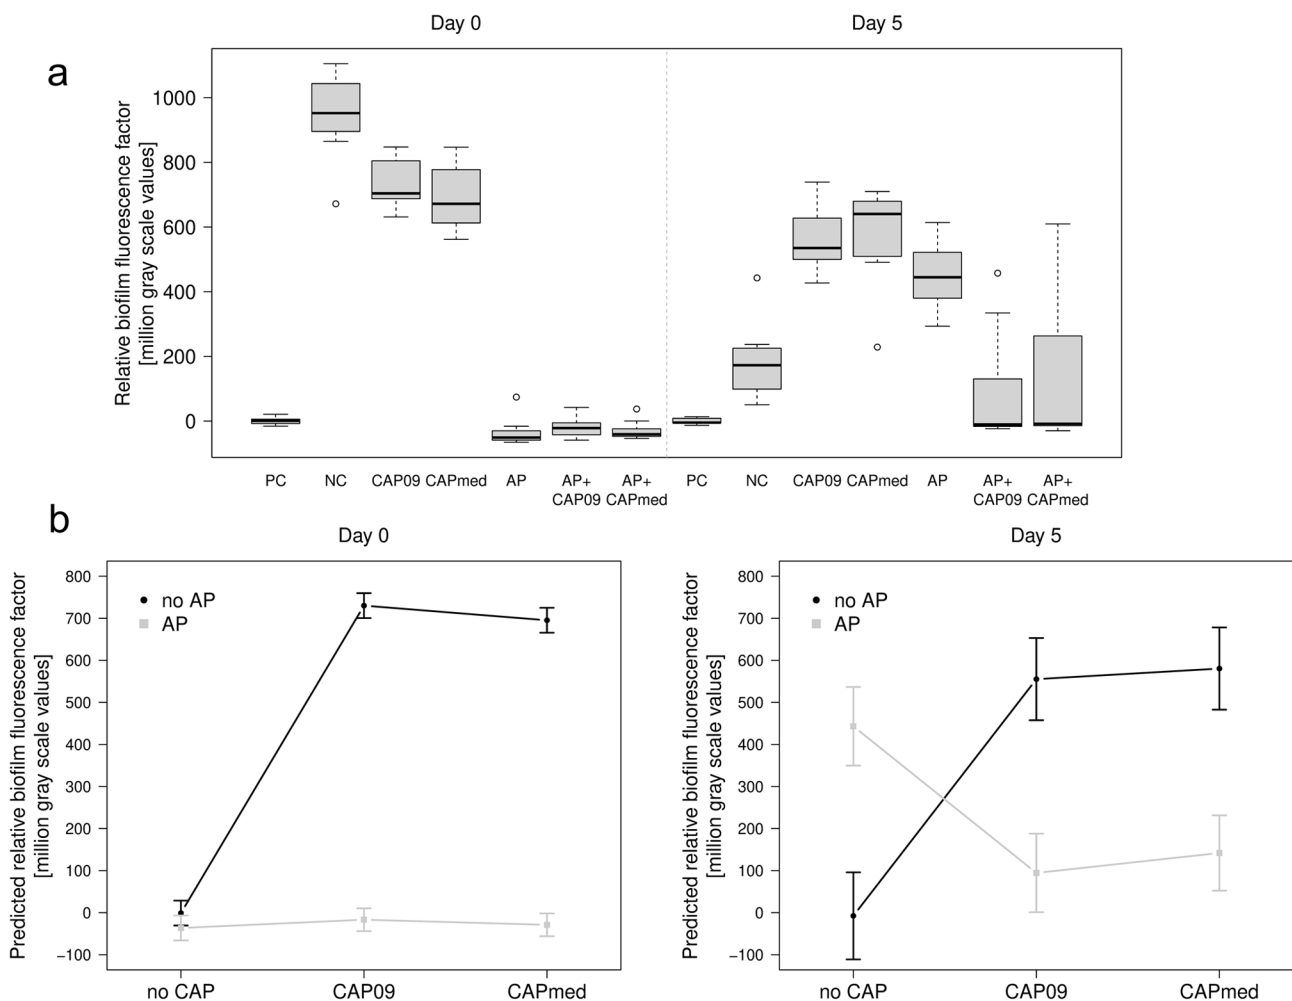 a
Day 0
Day 5
Relative biofilm fluorescence factor
[million gray scale values]
1000
800
600
400
200
0
PC
NC
CAP09
CAPmed
AP
AP+
CAP09
AP+
CAPmed
PC
NC
CAP09
CAPmed
AP
AP+
CAP09
AP+
CAPmed
b
Day 0
Predicted relative biofilm fluorescence factor
[million gray scale values]
800
700
600
500
400
300
200
100
0
−100
no AP
AP
no CAP
CAP09
CAPmed
Day 5
Predicted relative biofilm fluorescence factor
[million gray scale values]
800
700
600
500
400
300
200
100
0
−100
no AP
AP
no CAP
CAP09
CAPmed